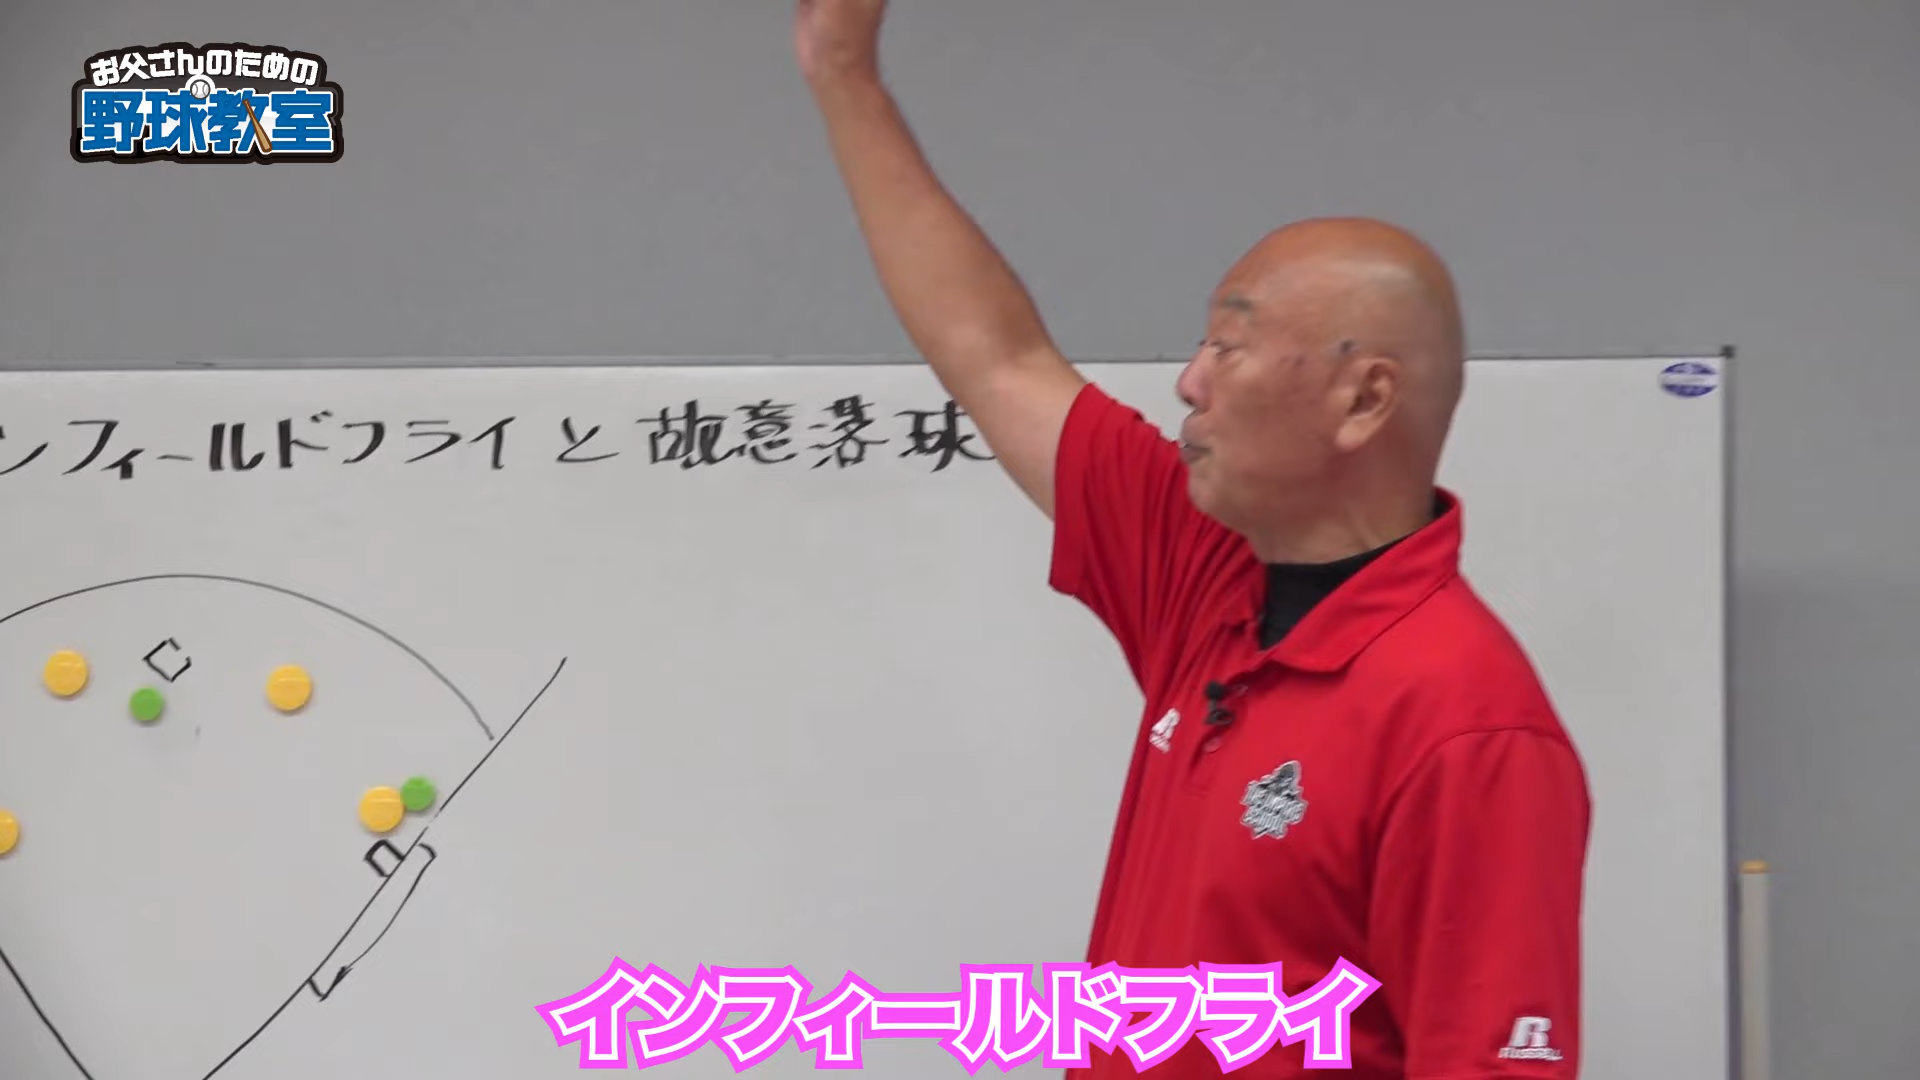 お父さんのための
野球教室
ンフィールドフライと故意落球
インフィールドフライ
RUSSELL